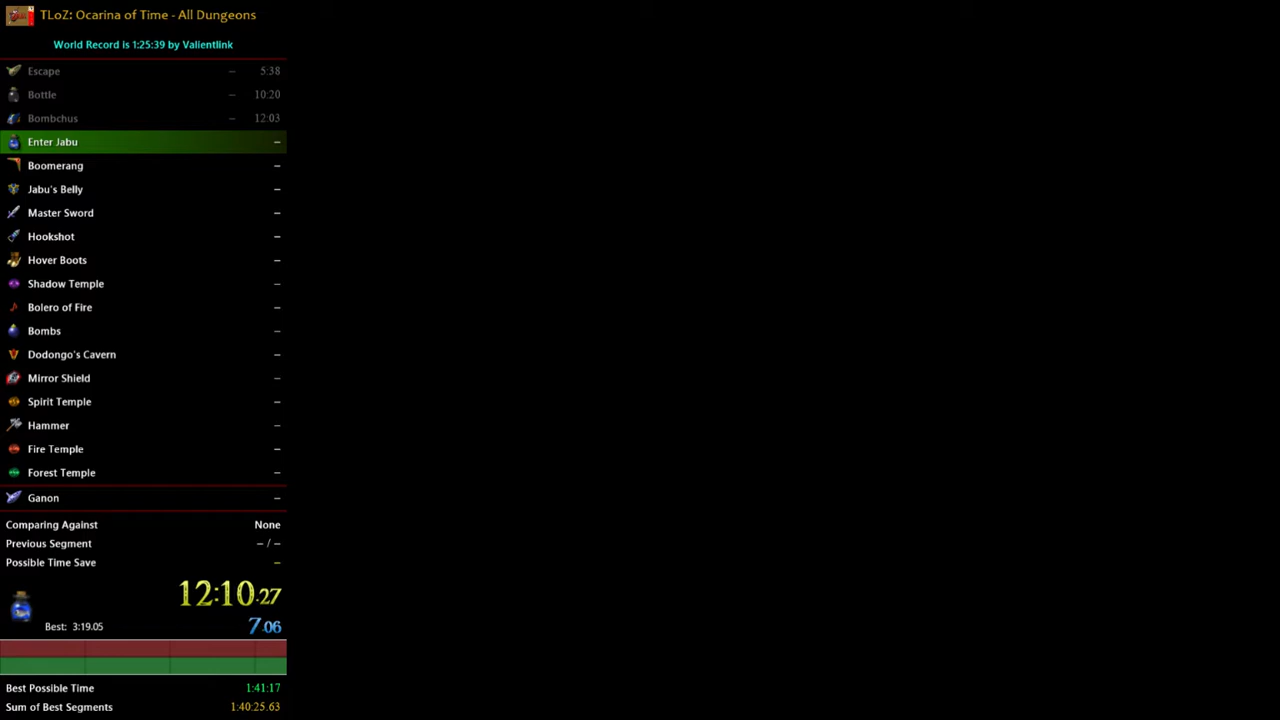 TLoZ: Ocarina of Time - All Dungeons
World Record is 1:25:39 by Valientlink
Escape – 5:38
Bottle – 10:20
Bombchus – 12:03
Enter Jabu –
Boomerang –
Jabu's Belly –
Master Sword –
Hookshot –
Hover Boots –
Shadow Temple –
Bolero of Fire –
Bombs –
Dodongo's Cavern –
Mirror Shield –
Spirit Temple –
Hammer –
Fire Temple –
Forest Temple –
Ganon –
Comparing Against None
Previous Segment – / –
Possible Time Save –
12:10.27
Best: 3:19.05 7.06
Best Possible Time 1:41:17
Sum of Best Segments 1:40:25.63